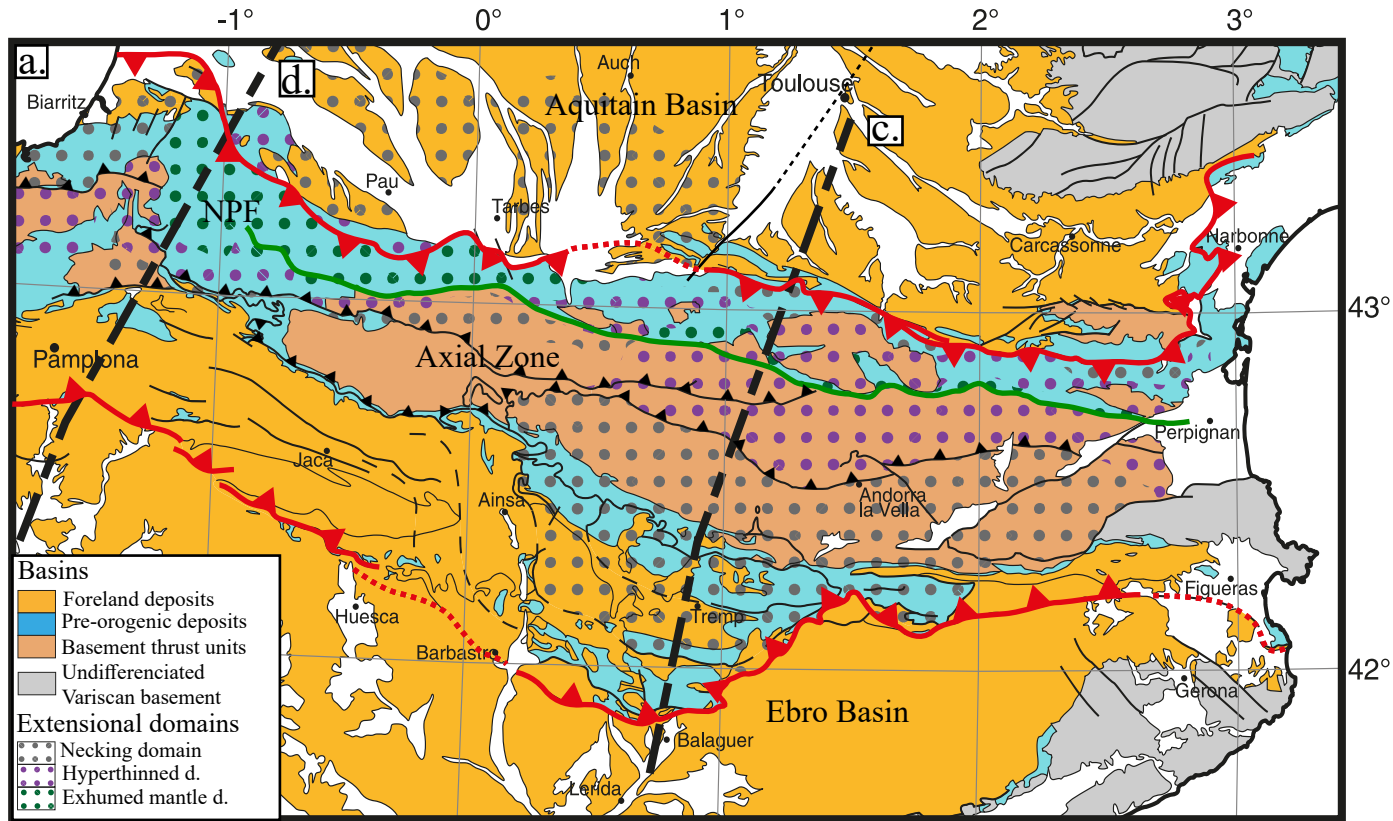 -1° 0° 1° 2° 3°
a.
d.
Auch
Toulouse
Biarritz
Aquitain Basin
c.
Pau
NPF
Tarbes
Carcassonne
Narbonne
43°
Pamplona
Axial Zone
Perpignan
Jaca
Ainsa
Andorra
la Vella
Basins
Foreland deposits
Pre-orogenic deposits
Basement thrust units
Undifferenciated
Variscan basement
Extensional domains
Necking domain
Hyperthinned d.
Exhumed mantle d.
Huesca
Tremp
Figueras
Barbastro
42°
Gerona
Ebro Basin
Balaguer
Lerida